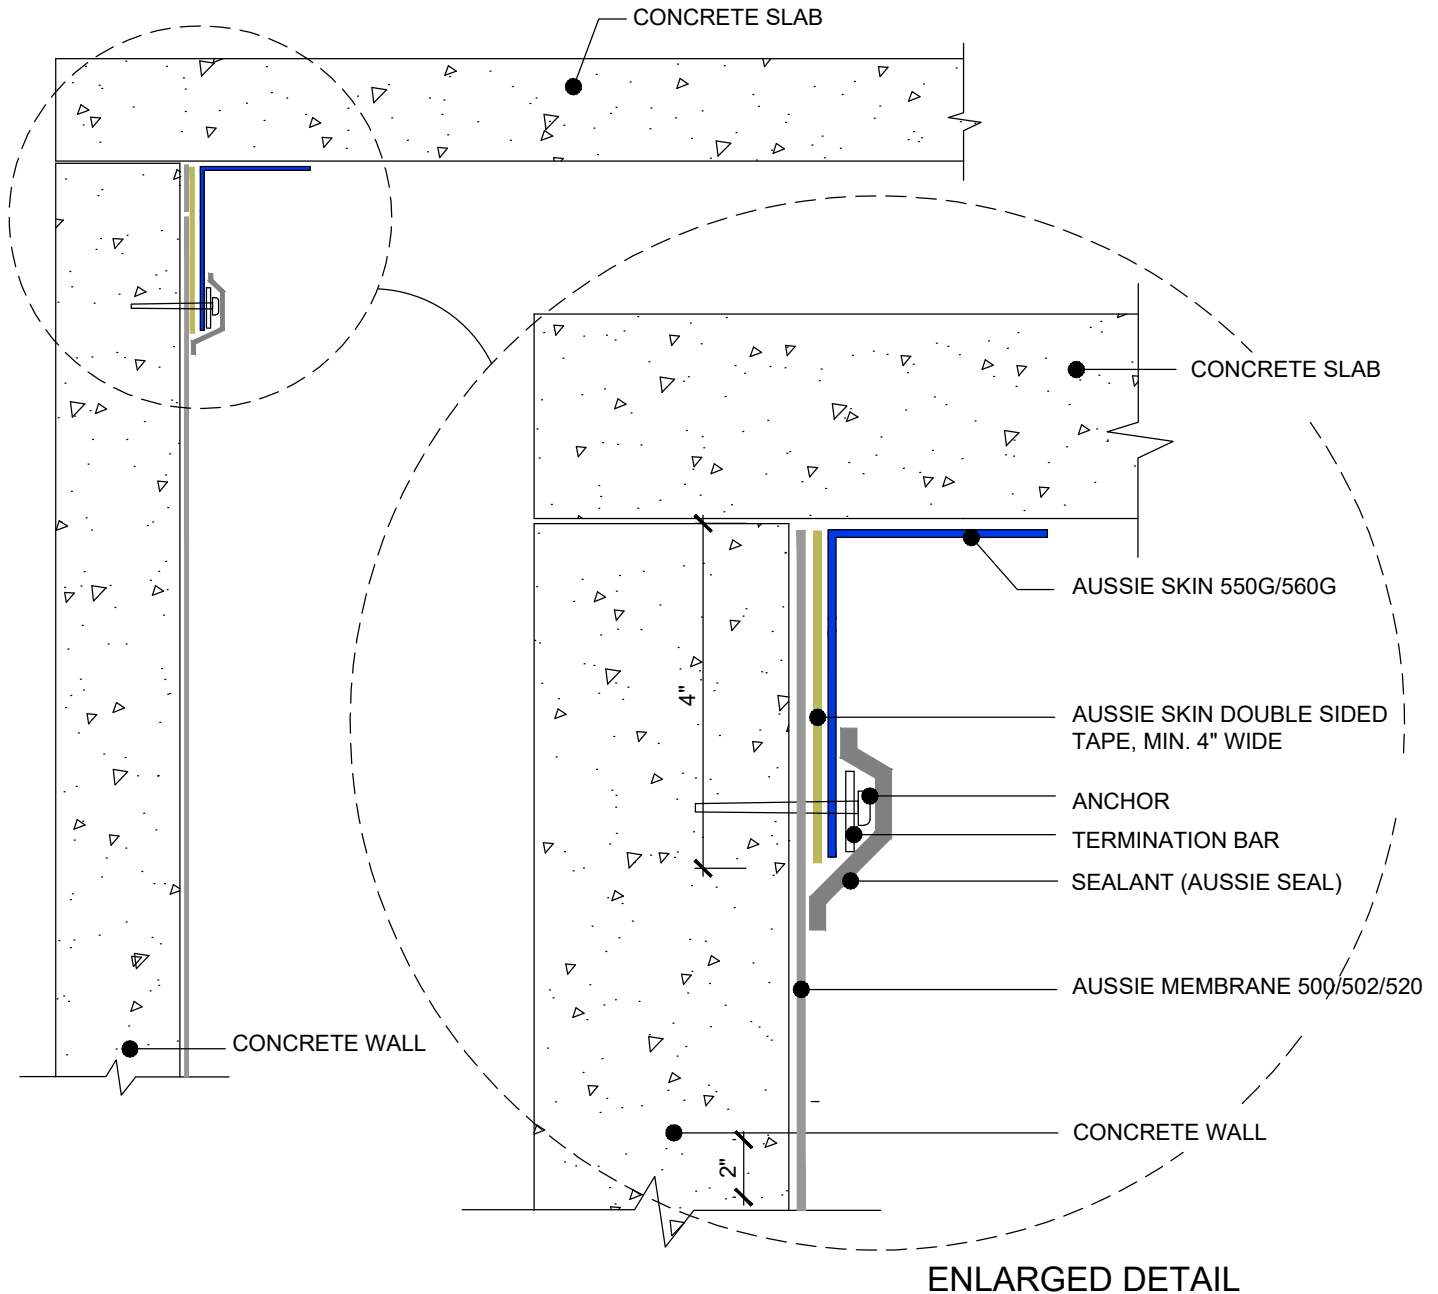 CONCRETE SLAB
CONCRETE SLAB
AUSSIE SKIN 550G/560G
4"
AUSSIE SKIN DOUBLE SIDED
TAPE, MIN. 4" WIDE
ANCHOR
TERMINATION BAR
SEALANT (AUSSIE SEAL)
AUSSIE MEMBRANE 500/502/520
CONCRETE WALL
CONCRETE WALL
2"
ENLARGED DETAIL